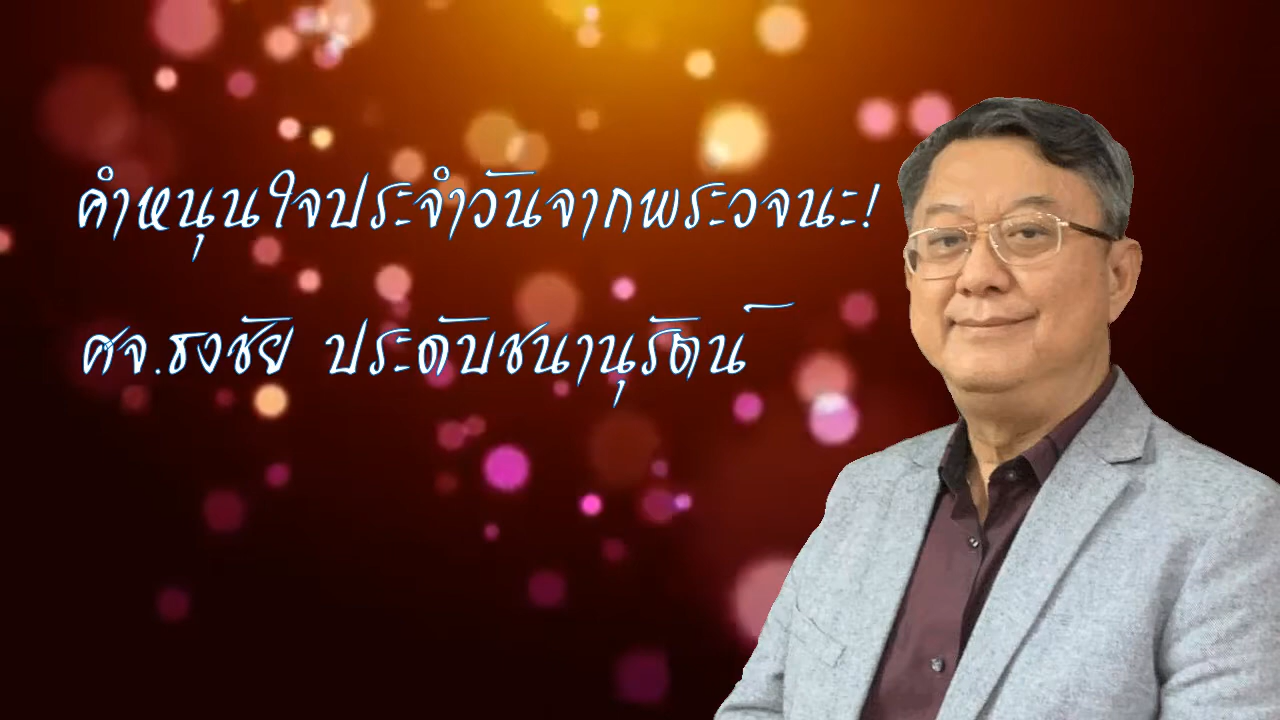 คำหนุนใจประจำวันจากพระวจนะ!
ศจ.ธงชัย ประดับชนานุรัตน์